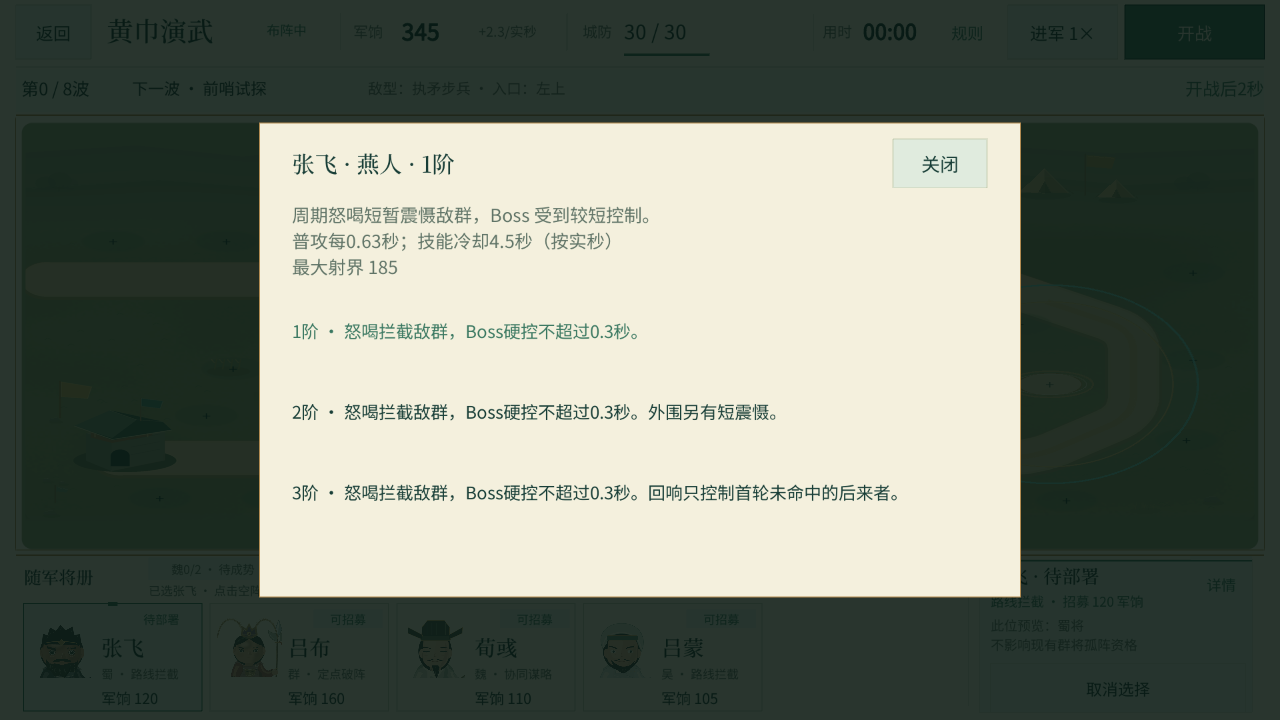 返回
黄巾演武
布阵中
军饷 345 +2.3/实秒
城防 30 / 30
用时 00:00
规则
进军 1×
开战
第0 / 8波
下一波 · 前哨试探
敌型：执矛步兵 · 入口：左上
开战后2秒
张飞 · 燕人 · 1阶
关闭
周期怒喝短暂震慑敌群，Boss 受到较短控制。
普攻每0.63秒；技能冷却4.5秒（按实秒）
最大射界 185
1阶 · 怒喝拦截敌群，Boss硬控不超过0.3秒。
2阶 · 怒喝拦截敌群，Boss硬控不超过0.3秒。外围另有短震慑。
3阶 · 怒喝拦截敌群，Boss硬控不超过0.3秒。回响只控制首轮未命中的后来者。
随军将册
魏0/2 · 待成势
已选张飞 · 点击空
待部署
张飞
蜀 · 路线拦截
军饷 120
可招募
吕布
群 · 定点破阵
军饷 160
可招募
荀彧
魏 · 协同谋略
军饷 110
可招募
吕蒙
吴 · 路线拦截
军饷 105
飞 · 待部署
详情
路线拦截 · 招募 120 军饷
此位预览：蜀将
不影响现有群将孤阵资格
取消选择